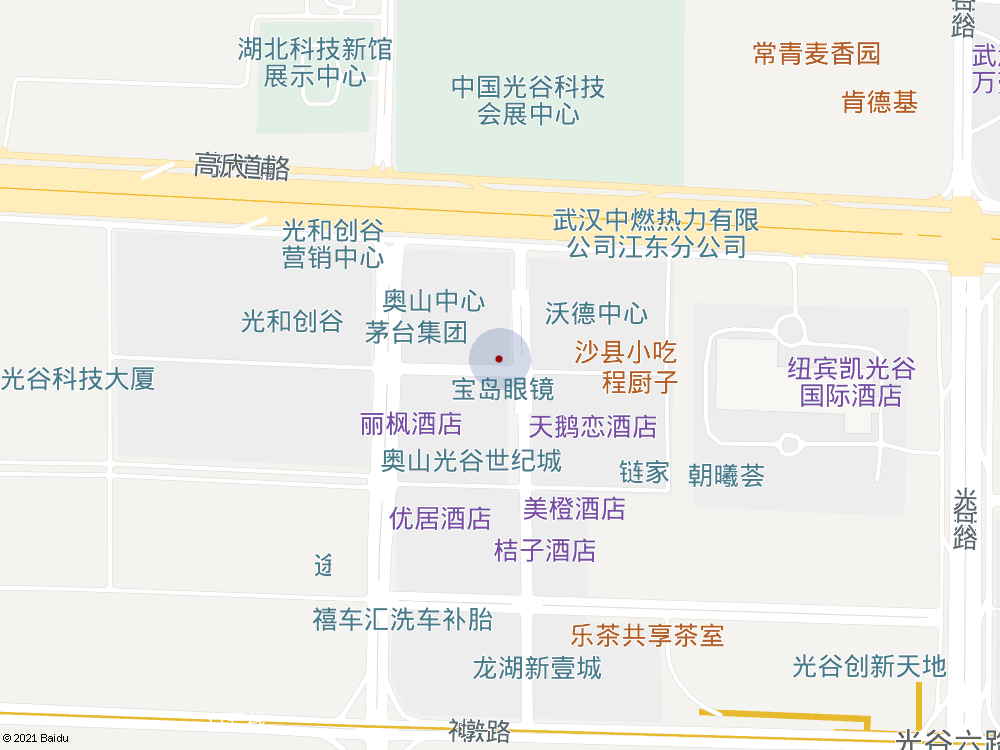 湖北科技新馆
展示中心
常青麦香园
中国光谷科技
会展中心
肯德基
武汉中燃热力有限
公司江东分公司
光和创谷
营销中心
奥山中心
光和创谷
茅台集团
沃德中心
沙县小吃
程厨子
纽宾凯光谷
国际酒店
光谷科技大厦
宝岛眼镜
丽枫酒店
天鹅恋酒店
奥山光谷世纪城
链家
朝曦荟
优居酒店
美橙酒店
桔子酒店
禧车汇洗车补胎
乐茶共享茶室
龙湖新壹城
光谷创新天地
光谷六路
© 2021 Baidu